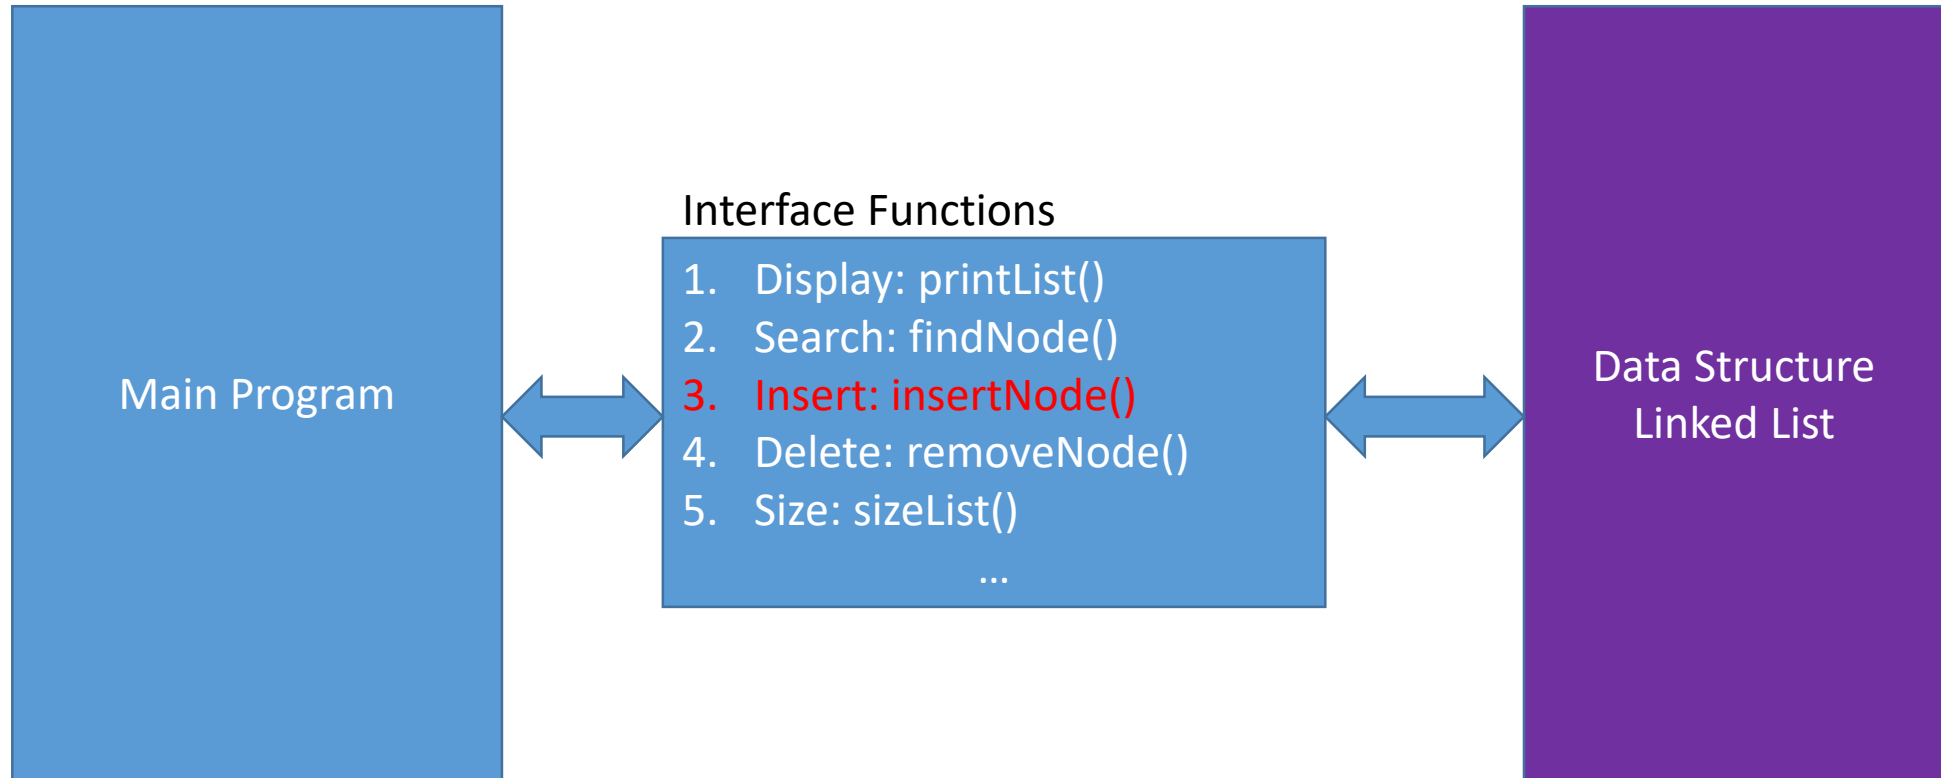 Main Program
Interface Functions
1. Display: printList()
2. Search: findNode()
3. Insert: insertNode()
4. Delete: removeNode()
5. Size: sizeList()
…
Data Structure
Linked List